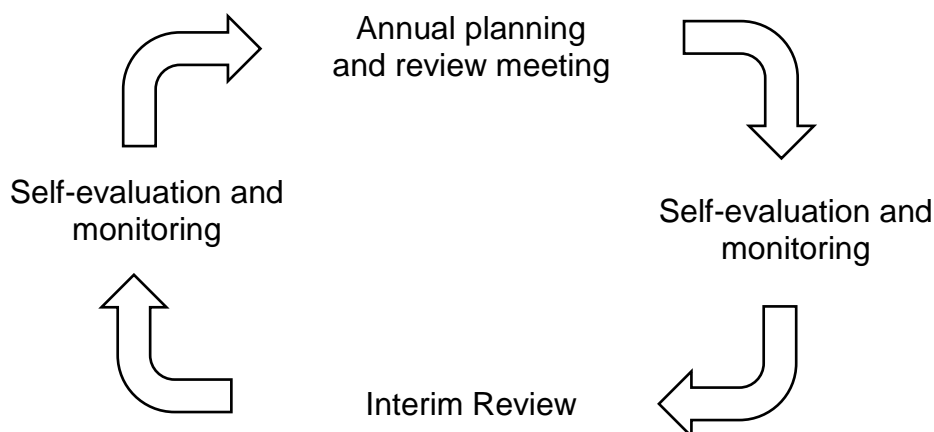 Annual planning
and review meeting
Self-evaluation and
monitoring
Self-evaluation and
monitoring
Interim Review